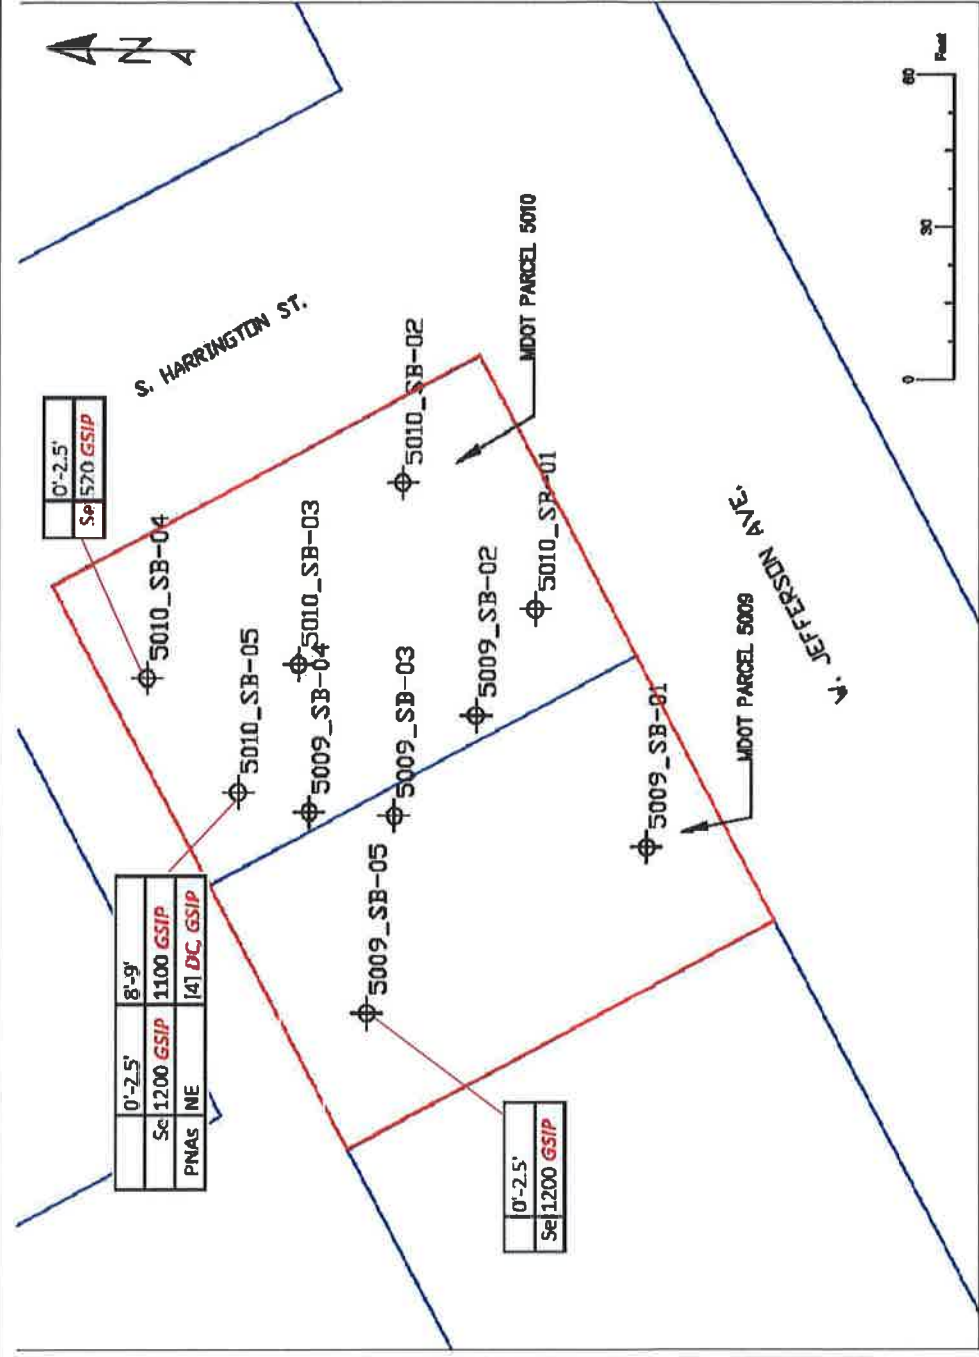 N
S. HARRINGTON ST.
0'-2.5'
Se 520 GSIP
5010_SB-04
5010_SB-05
5010_SB-03
5009_SB-04
5010_SB-02
5009_SB-03
5009_SB-02
5010_SB-01
5009_SB-05
5009_SB-01
0'-2.5' 8'-9'
Se 1200 GSIP 1100 GSIP
PNAs NE [4] DC, GSIP
0'-2.5'
Se 1200 GSIP
MDOT PARCEL 5010
MDOT PARCEL 5009
W. JEFFERSON AVE.
0 30 60
Feet